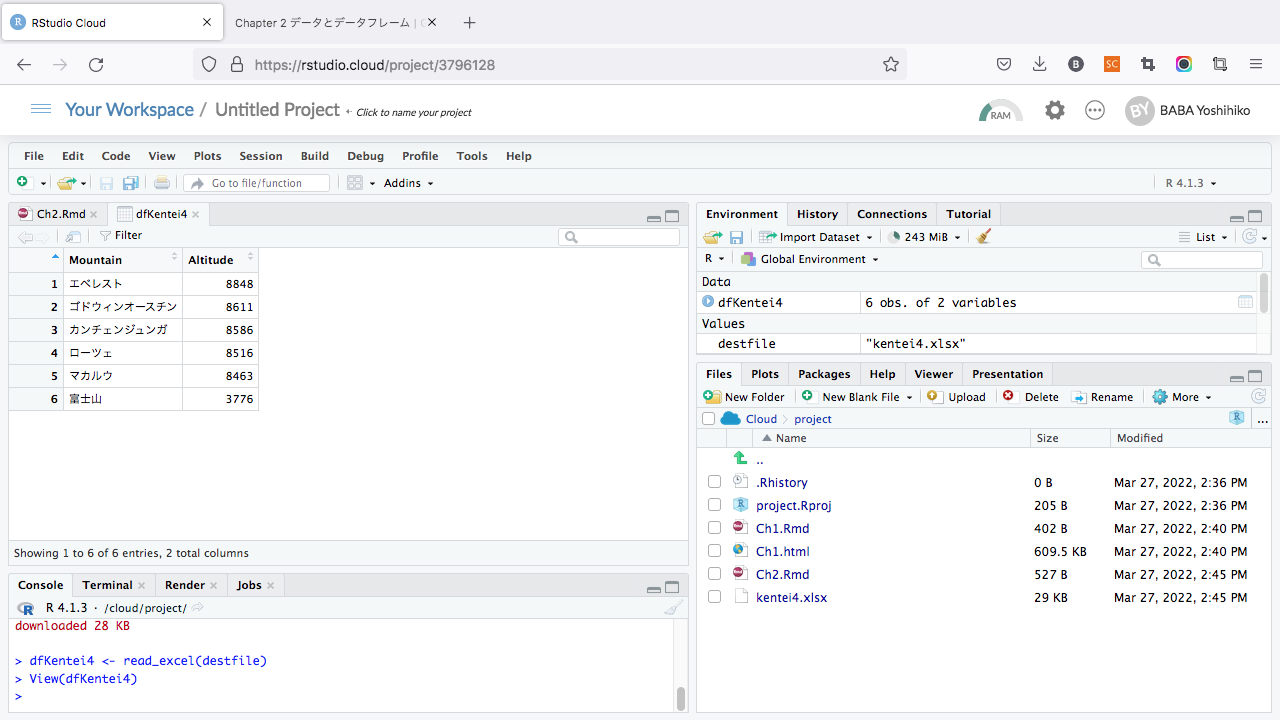 RStudio Cloud
Chapter 2 データとデータフレーム |
https://rstudio.cloud/project/3796128
Your Workspace / Untitled Project ← Click to name your project
RAM
BY BABA Yoshihiko
File Edit Code View Plots Session Build Debug Profile Tools Help
Go to file/function Addins R 4.1.3
Ch2.Rmd dfKentei4
Filter
Mountain Altitude
1 エベレスト 8848
2 ゴドウィンオースチン 8611
3 カンチェンジュンガ 8586
4 ローツェ 8516
5 マカルウ 8463
6 富士山 3776
Showing 1 to 6 of 6 entries, 2 total columns
Console Terminal Render Jobs
R 4.1.3 · /cloud/project/
downloaded 28 KB
> dfKentei4 <- read_excel(destfile)
> View(dfKentei4)
>
Environment History Connections Tutorial
Import Dataset 243 MiB List
R Global Environment
Data
dfKentei4 6 obs. of 2 variables
Values
destfile "kentei4.xlsx"
Files Plots Packages Help Viewer Presentation
New Folder New Blank File Upload Delete Rename More
Cloud project ...
Name Size Modified
..
.Rhistory 0 B Mar 27, 2022, 2:36 PM
project.Rproj 205 B Mar 27, 2022, 2:36 PM
Ch1.Rmd 402 B Mar 27, 2022, 2:40 PM
Ch1.html 609.5 KB Mar 27, 2022, 2:40 PM
Ch2.Rmd 527 B Mar 27, 2022, 2:45 PM
kentei4.xlsx 29 KB Mar 27, 2022, 2:45 PM